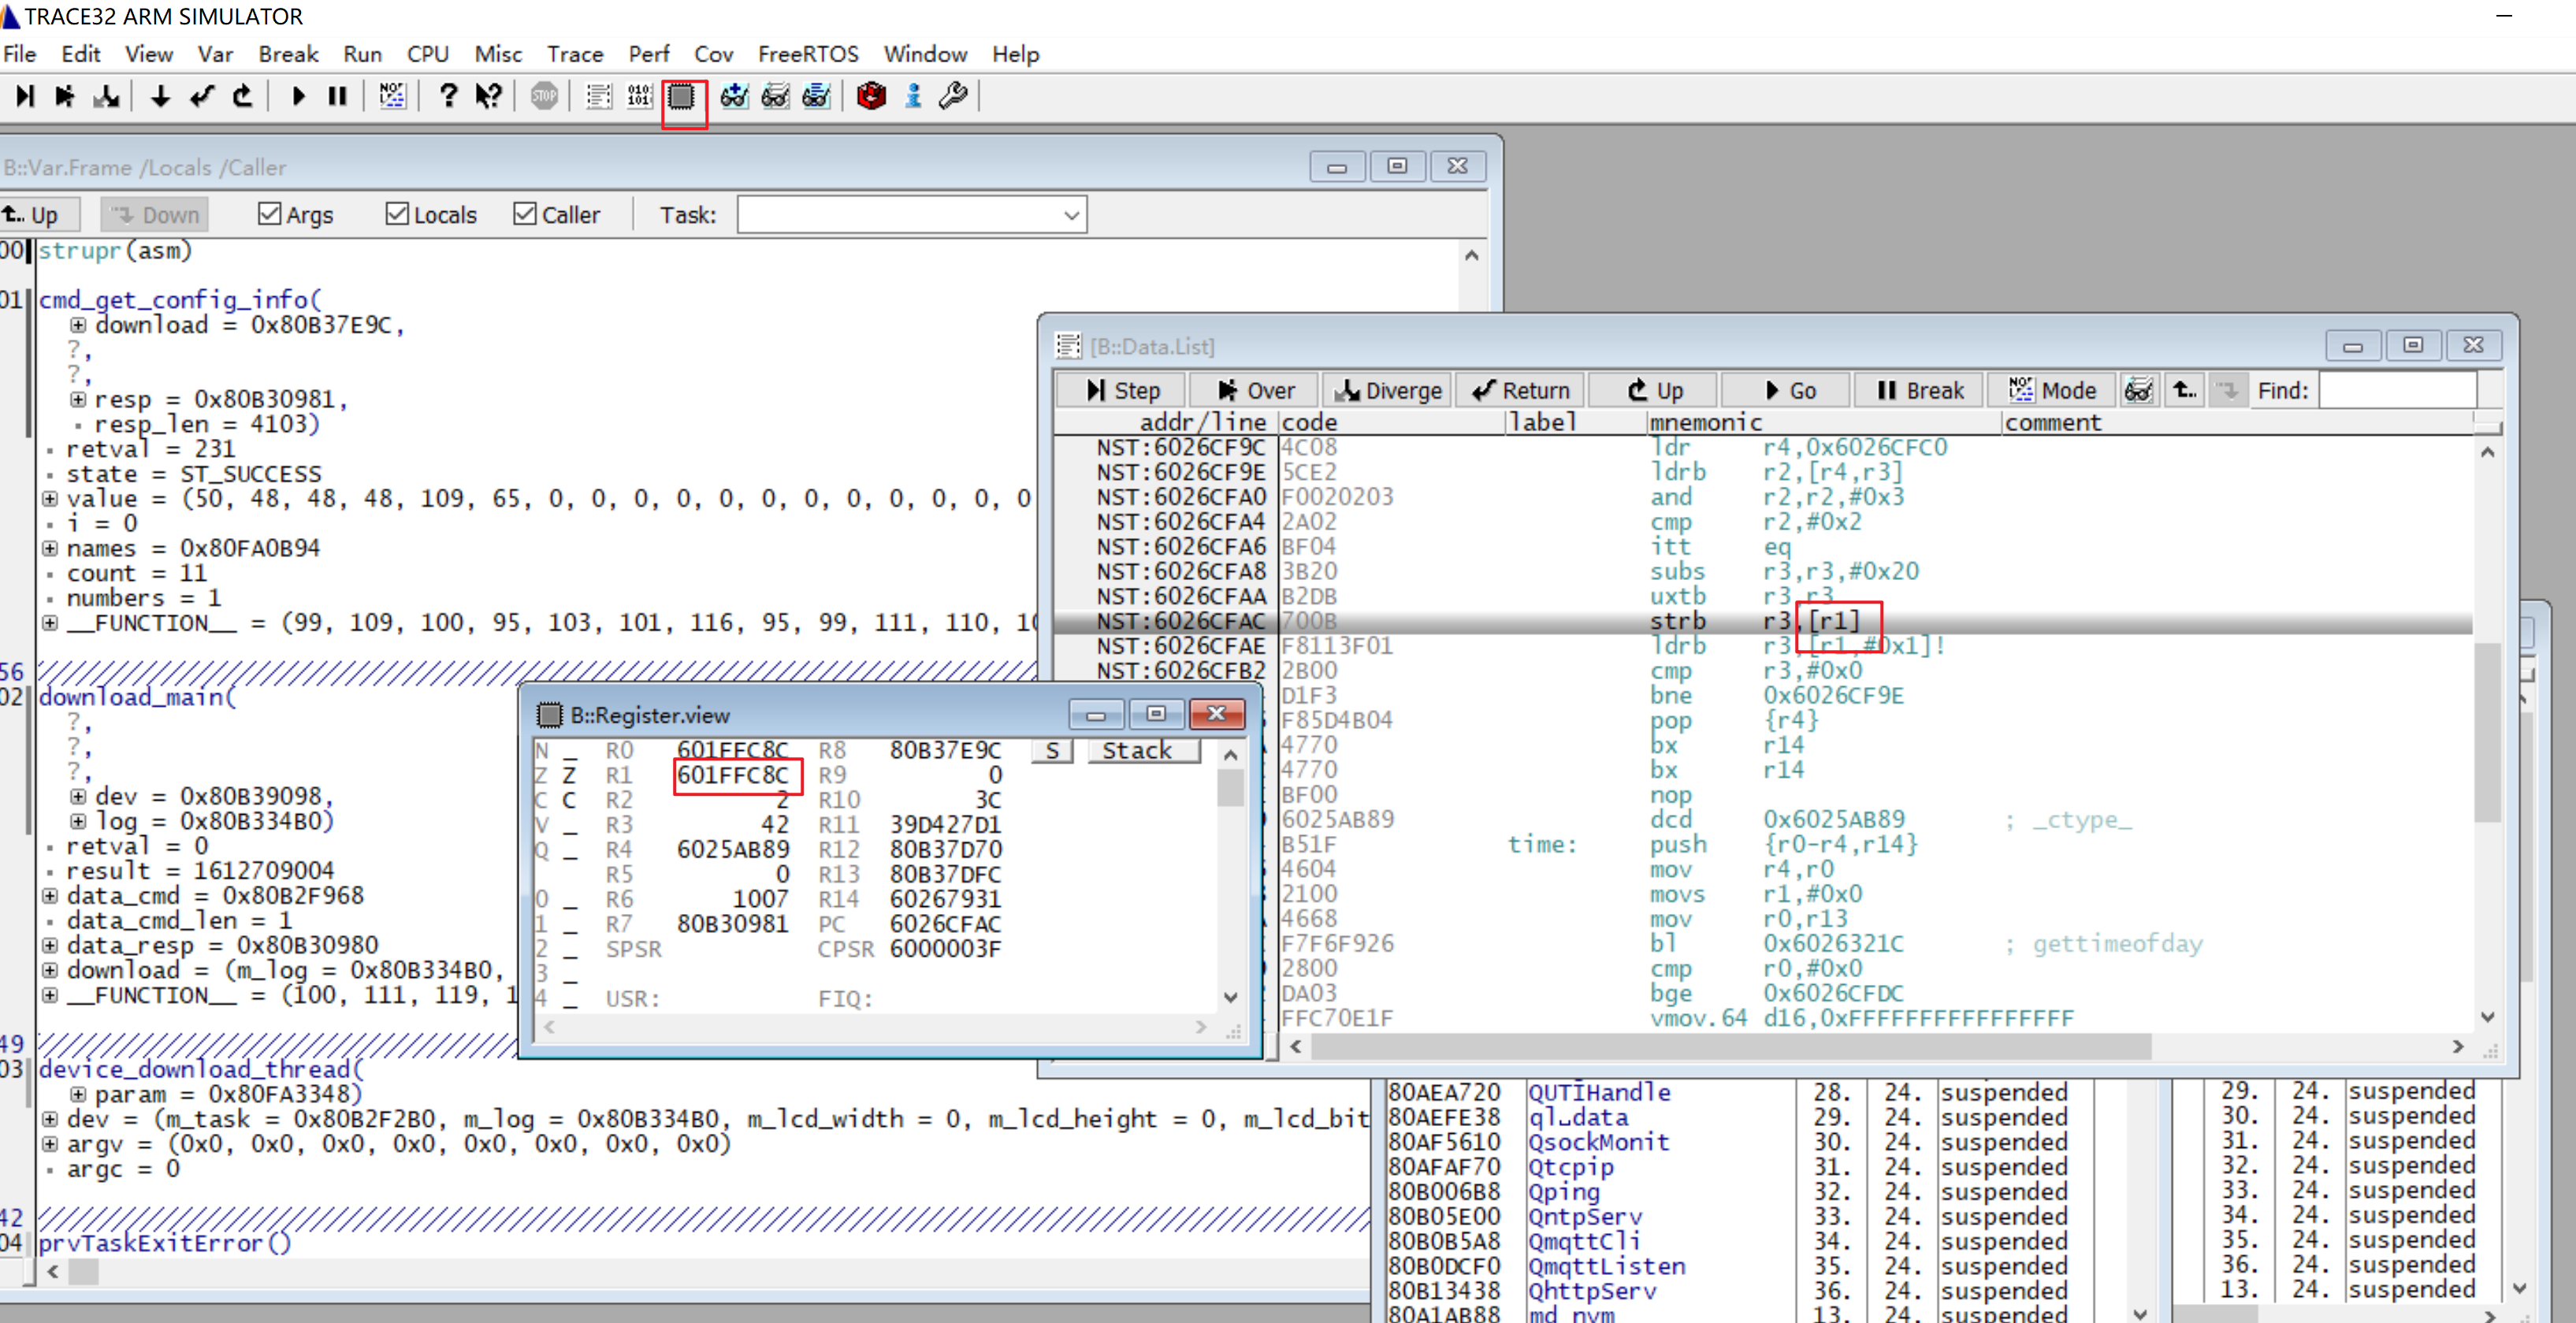 TRACE32 ARM SIMULATOR
File Edit View Var Break Run CPU Misc Trace Perf Cov FreeRTOS Window Help
B::Var.Frame /Locals /Caller
Up Down Args Locals Caller Task:
00 strupr(asm)
01 cmd_get_config_info(
download = 0x80B37E9C,
?,
?,
resp = 0x80B30981,
resp_len = 4103)
retval = 231
state = ST_SUCCESS
value = (50, 48, 48, 48, 109, 65, 0, 0, 0, 0, 0, 0, 0, 0, 0, 0, 0, 0
i = 0
names = 0x80FA0B94
count = 11
numbers = 1
__FUNCTION__ = (99, 109, 100, 95, 103, 101, 116, 95, 99, 111, 110, 10
56 ////////////////////////////////////////
02 download_main(
?,
?,
?,
dev = 0x80B39098,
log = 0x80B334B0)
retval = 0
result = 1612709004
data_cmd = 0x80B2F968
data_cmd_len = 1
data_resp = 0x80B30980
download = (m_log = 0x80B334B0,
__FUNCTION__ = (100, 111, 119, 1
49 ////////////////////
03 device_download_thread(
param = 0x80FA3348)
dev = (m_task = 0x80B2F2B0, m_log = 0x80B334B0, m_lcd_width = 0, m_lcd_height = 0, m_lcd_bit
argv = (0x0, 0x0, 0x0, 0x0, 0x0, 0x0, 0x0, 0x0)
argc = 0
42 ////////////////////////////////////////
04 prvTaskExitError()
[B::Data.List]
Step Over Diverge Return Up Go Break Mode Find:
addr/line code label mnemonic comment
NST:6026CF9C 4C08 ldr r4,0x6026CFC0
NST:6026CF9E 5CE2 ldrb r2,[r4,r3]
NST:6026CFA0 F0020203 and r2,r2,#0x3
NST:6026CFA4 2A02 cmp r2,#0x2
NST:6026CFA6 BF04 itt eq
NST:6026CFA8 3B20 subs r3,r3,#0x20
NST:6026CFAA B2DB uxtb r3,r3
NST:6026CFAC 700B strb r3,[r1]
NST:6026CFAE F8113F01 ldrb r3,[r1,#0x1]!
NST:6026CFB2 2B00 cmp r3,#0x0
D1F3 bne 0x6026CF9E
F85D4B04 pop {r4}
4770 bx r14
4770 bx r14
BF00 nop
6025AB89 dcd 0x6025AB89 ; _ctype_
B51F time: push {r0-r4,r14}
4604 mov r4,r0
2100 movs r1,#0x0
4668 mov r0,r13
F7F6F926 bl 0x6026321C ; gettimeofday
2800 cmp r0,#0x0
DA03 bge 0x6026CFDC
FFC70E1F vmov.64 d16,0xFFFFFFFFFFFFFFFF
B::Register.view
N _ R0 601FFC8C R8 80B37E9C S Stack
Z Z R1 601FFC8C R9 0
C C R2 2 R10 3C
V _ R3 42 R11 39D427D1
Q _ R4 6025AB89 R12 80B37D70
R5 0 R13 80B37DFC
0 _ R6 1007 R14 60267931
1 _ R7 80B30981 PC 6026CFAC
2 _ SPSR CPSR 6000003F
3 _
4 _ USR: FIQ:
80AEA720 QUTIHandle 28. 24. suspended 29. 24. suspended
80AEFE38 ql␣data 29. 24. suspended 30. 24. suspended
80AF5610 QsockMonit 30. 24. suspended 31. 24. suspended
80AFAF70 Qtcpip 31. 24. suspended 32. 24. suspended
80B006B8 Qping 32. 24. suspended 33. 24. suspended
80B05E00 QntpServ 33. 24. suspended 34. 24. suspended
80B0B5A8 QmqttCli 34. 24. suspended 35. 24. suspended
80B0DCF0 QmqttListen 35. 24. suspended 36. 24. suspended
80B13438 QhttpServ 36. 24. suspended 13. 24. suspended
80A1AB88 md nvm 13. 24. suspended